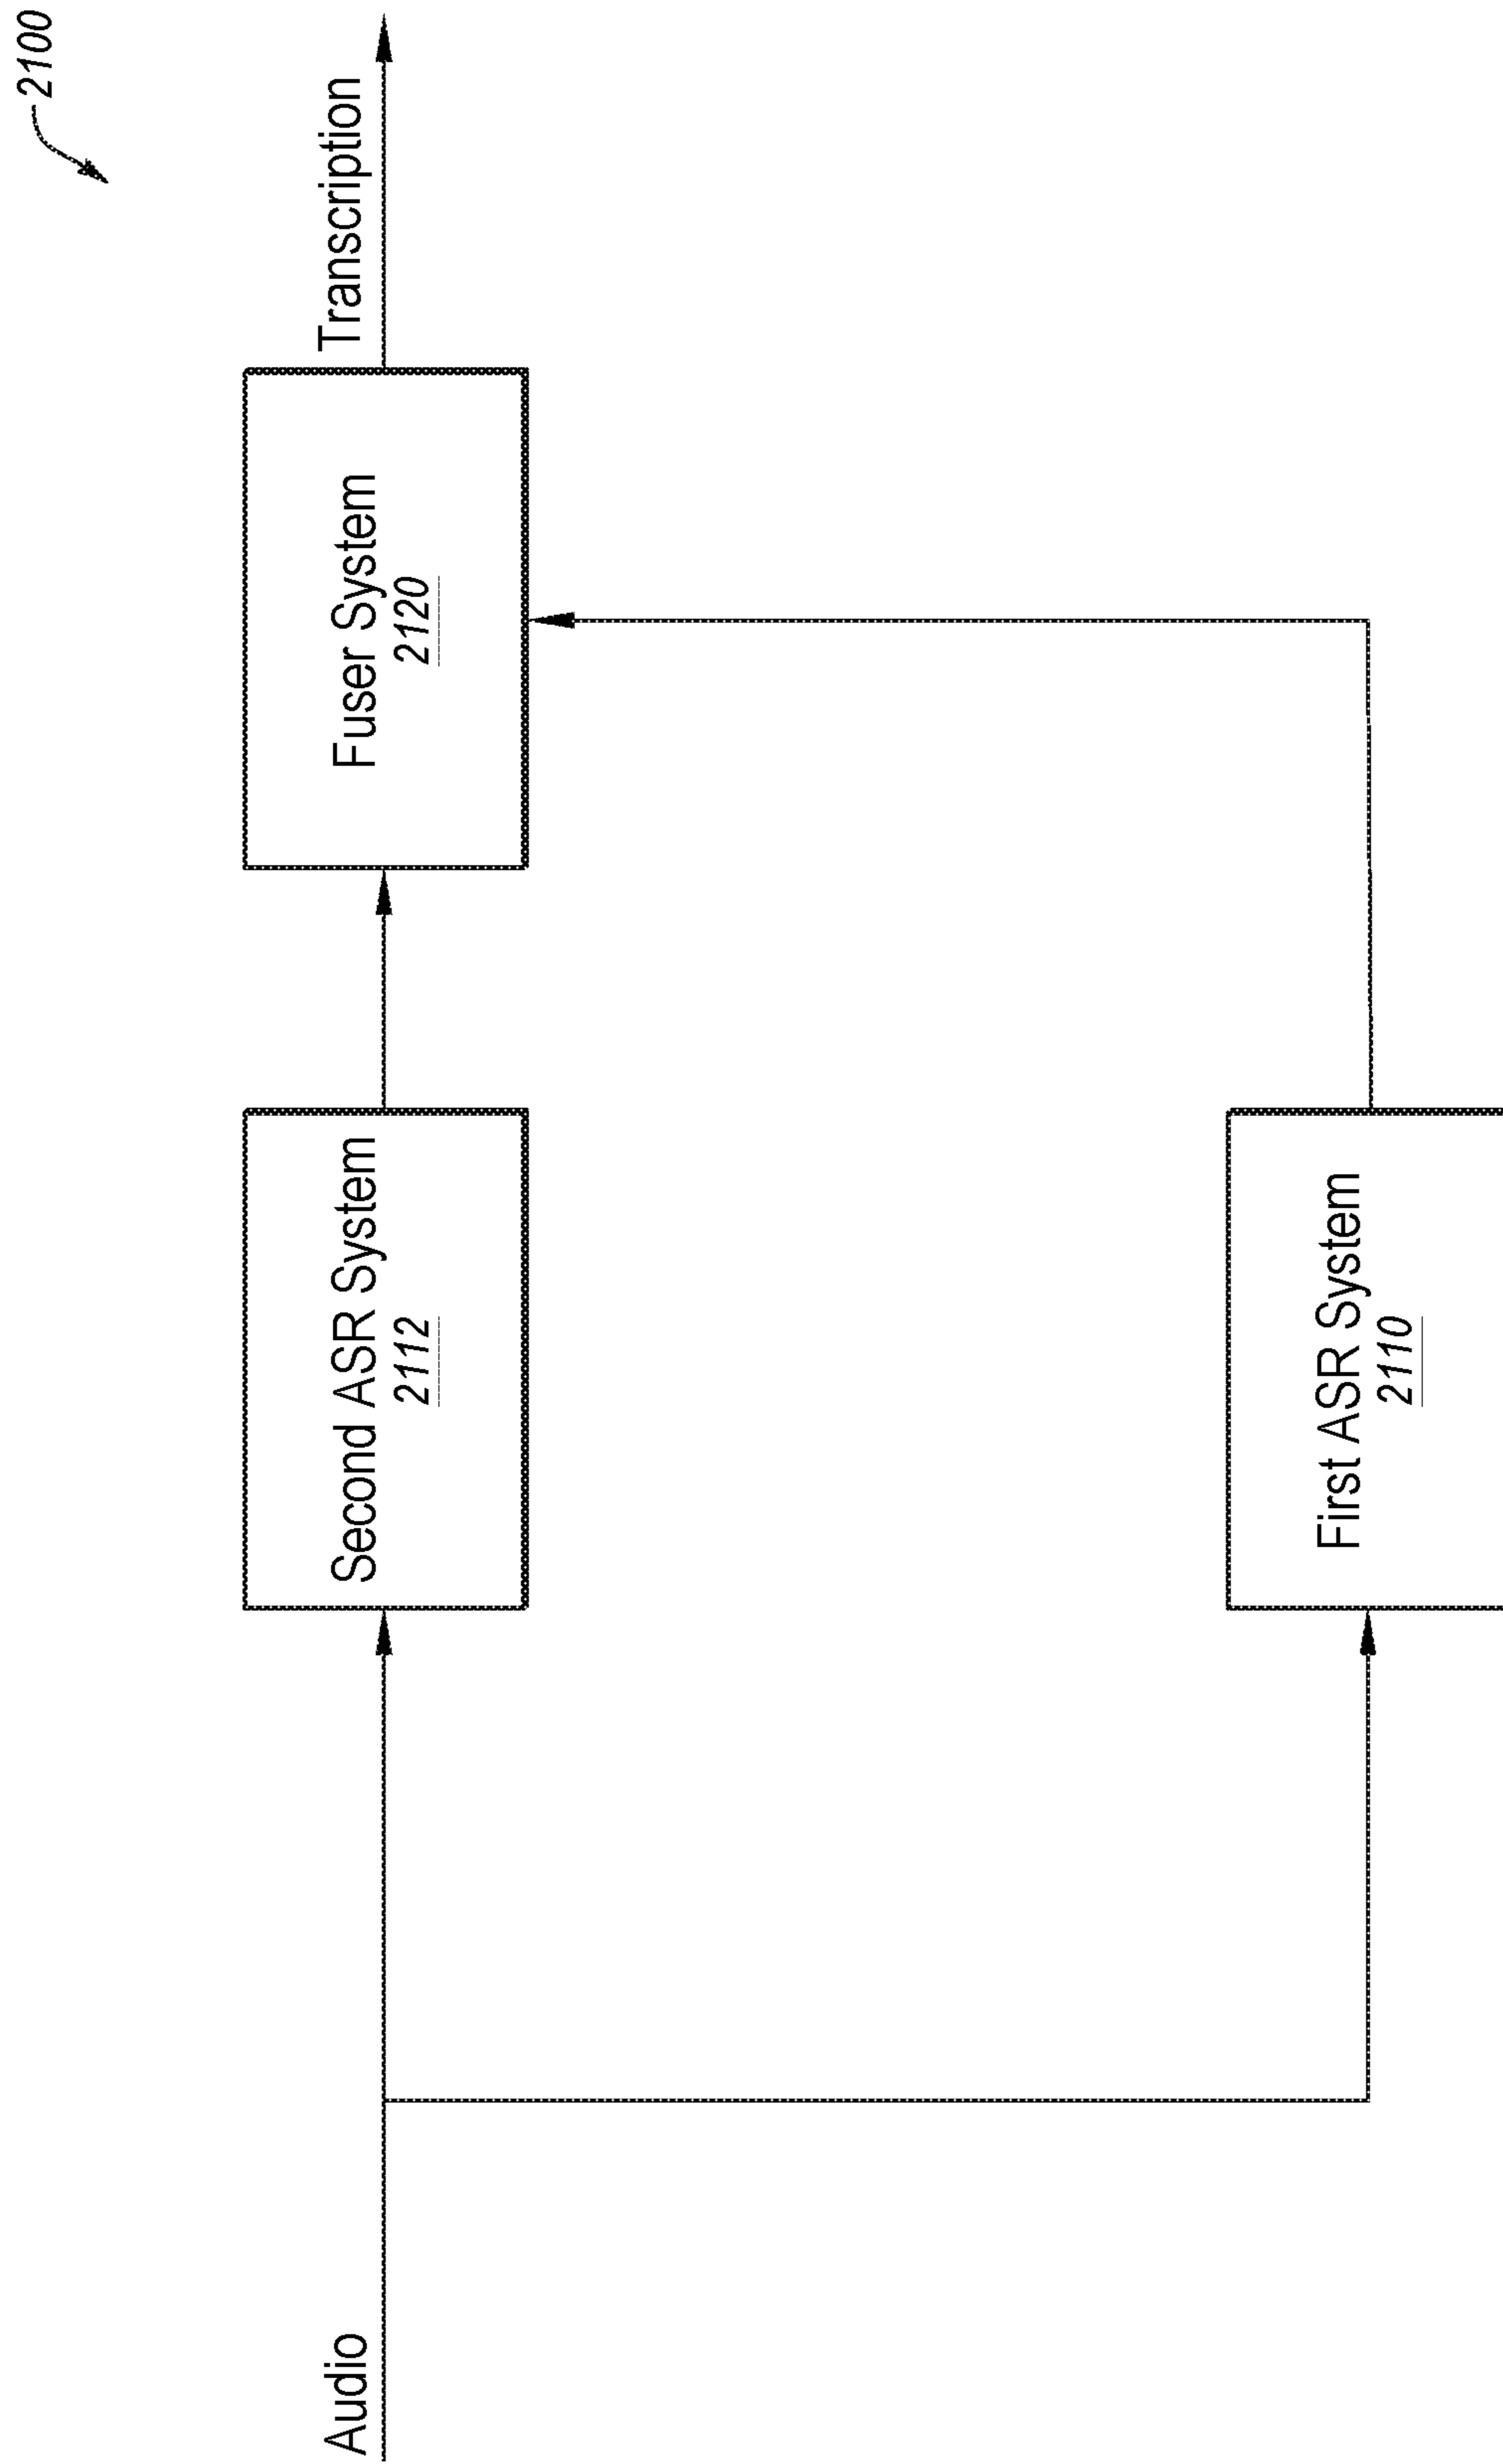 2100
Audio
Second ASR System
2112
Fuser System
2120
Transcription
First ASR System
2110